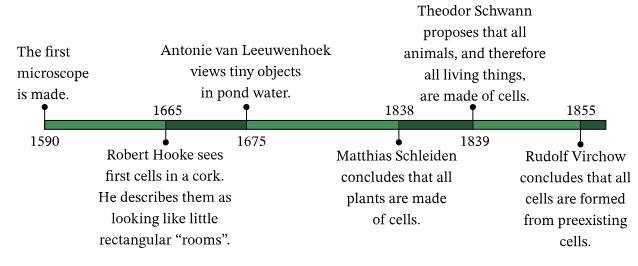 The first
microscope
is made.
1590
1665
Robert Hooke sees
first cells in a cork.
He describes them as
looking like little
rectangular “rooms”.
Antonie van Leeuwenhoek
views tiny objects
in pond water.
1675
1838
Matthias Schleiden
concludes that all
plants are made
of cells.
Theodor Schwann
proposes that all
animals, and therefore
all living things,
are made of cells.
1839
1855
Rudolf Virchow
concludes that all
cells are formed
from preexisting
cells.